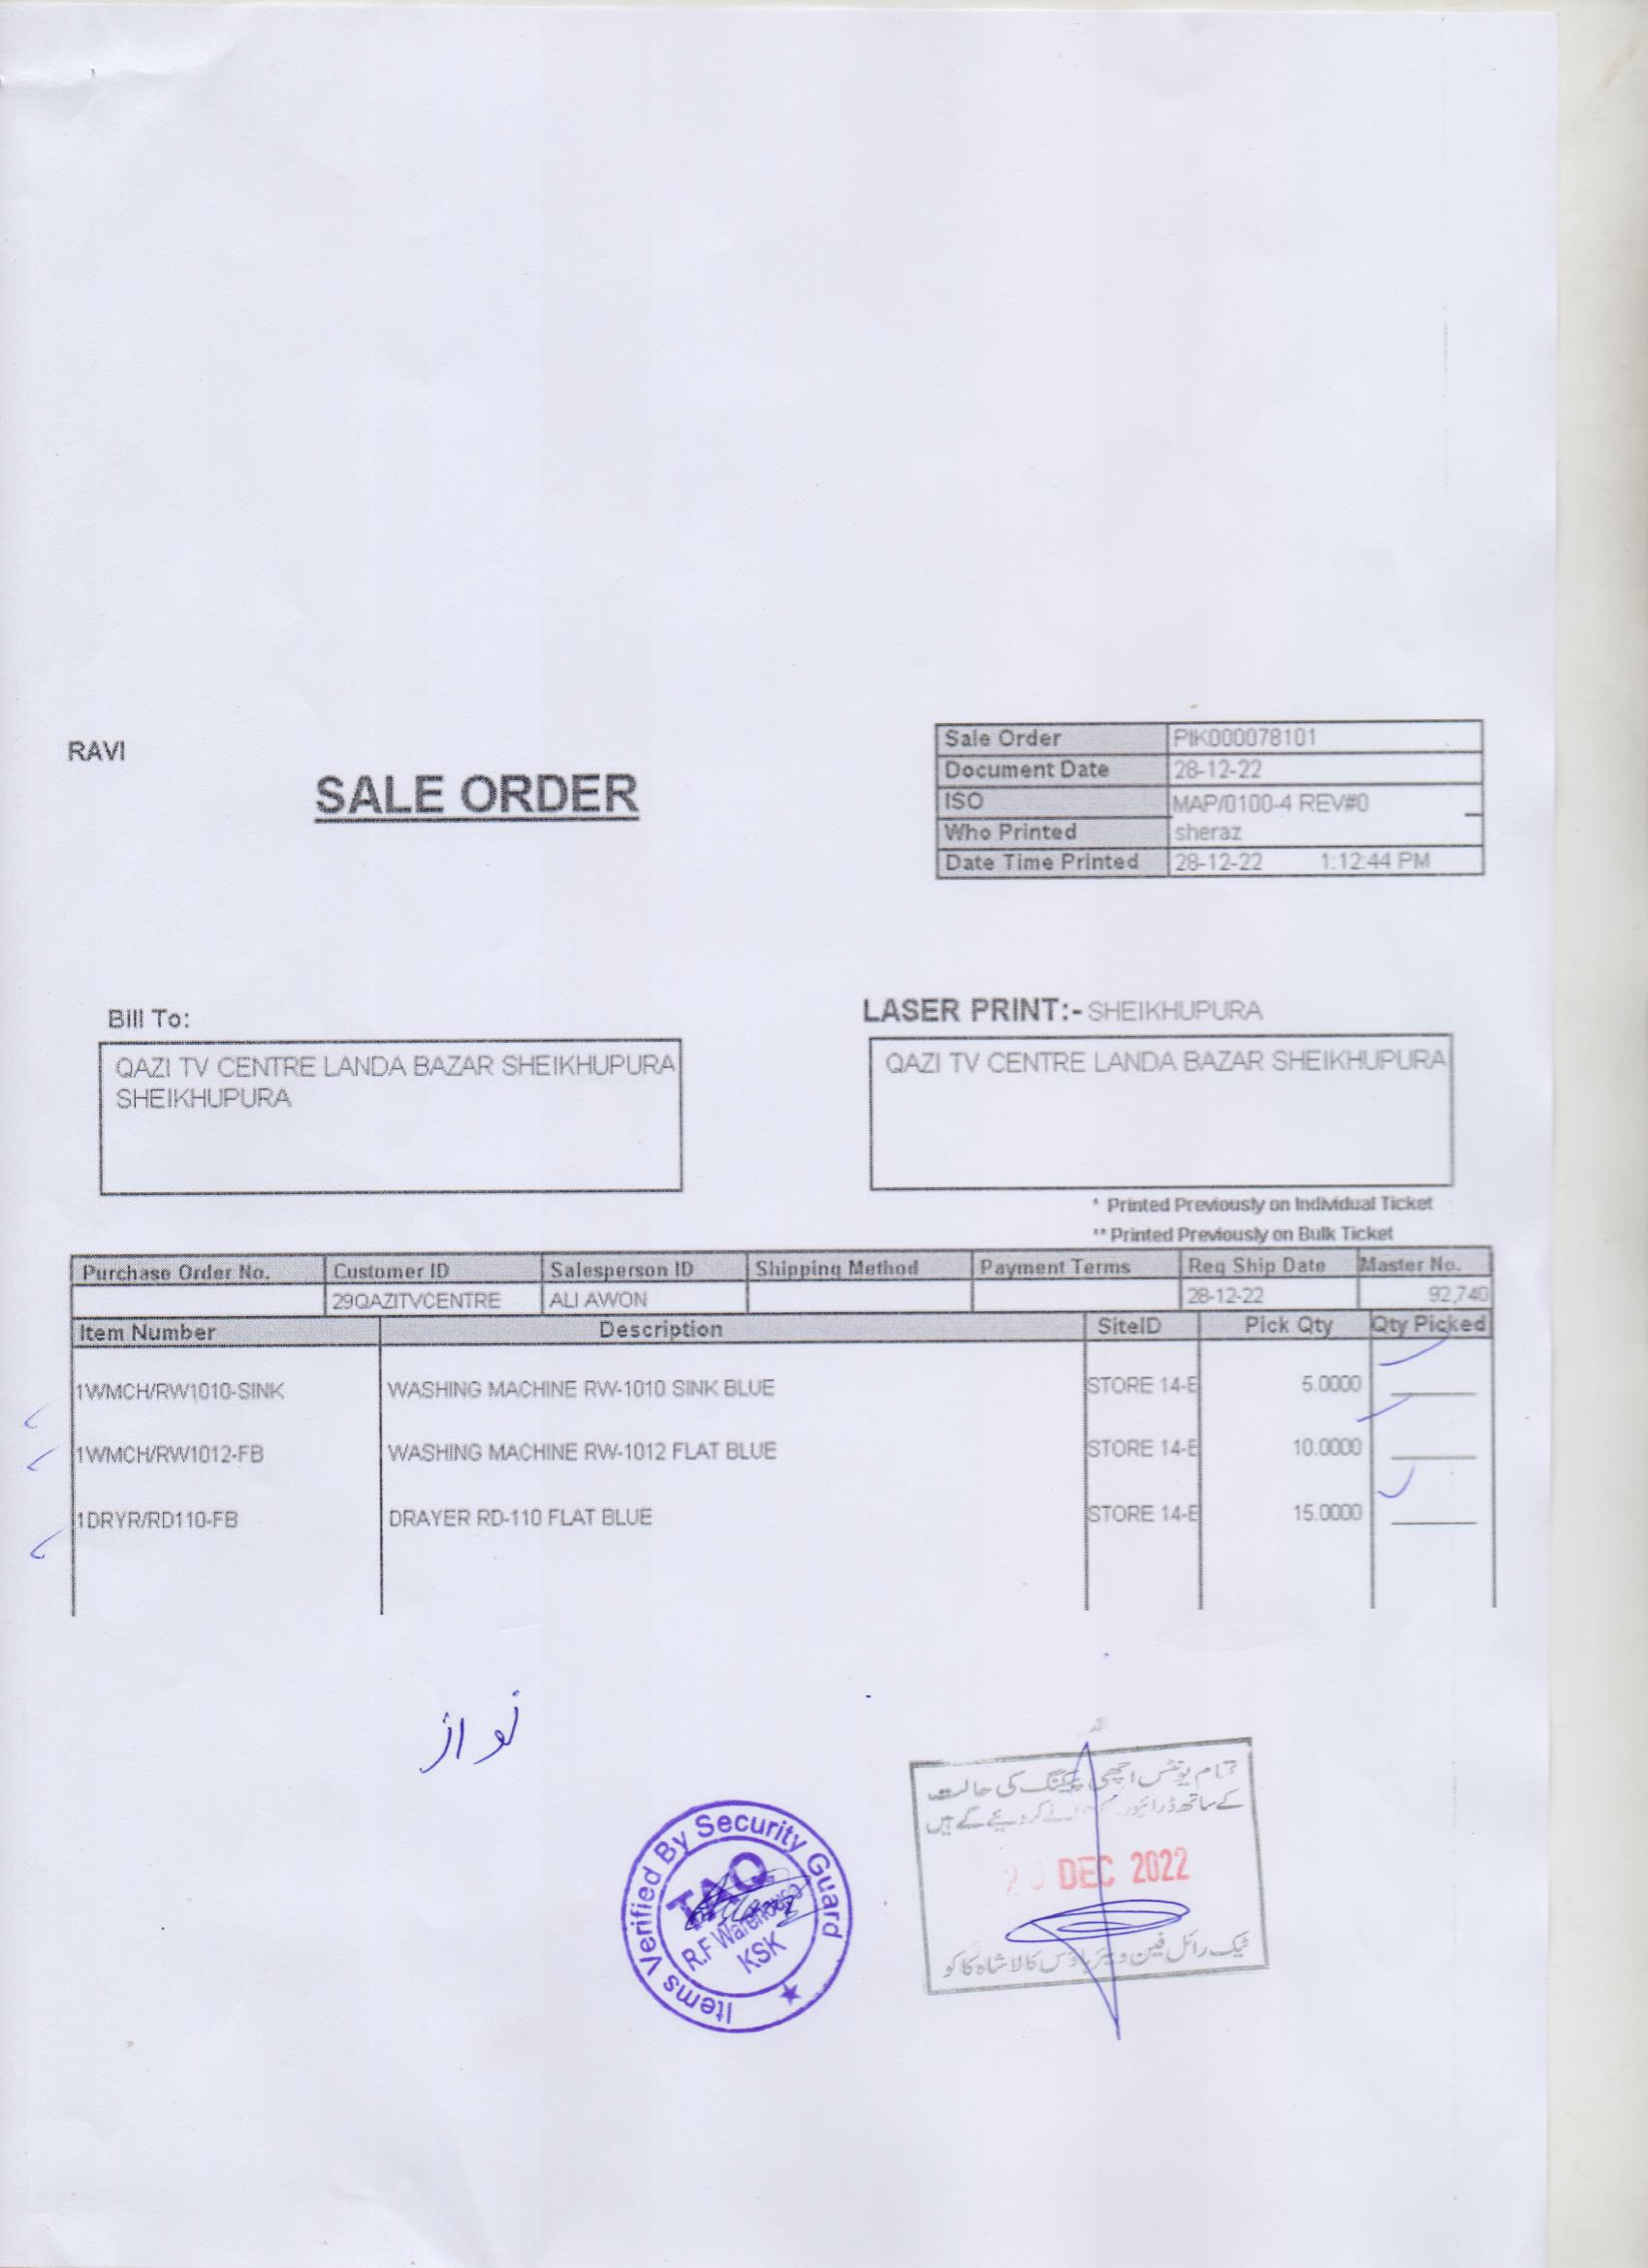 RAVI
SALE ORDER
Sale Order PIK000078101
Document Date 28-12-22
ISO MAP/0100-4 REV#0
Who Printed sheraz
Date Time Printed 28-12-22 1:12:44 PM
Bill To:
QAZI TV CENTRE LANDA BAZAR SHEIKHUPURA
SHEIKHUPURA
LASER PRINT:- SHEIKHUPURA
QAZI TV CENTRE LANDA BAZAR SHEIKHUPURA
* Printed Previously on Individual Ticket
** Printed Previously on Bulk Ticket
Purchase Order No. Customer ID Salesperson ID Shipping Method Payment Terms Req Ship Date Master No.
29QAZITVCENTRE ALI AWON 28-12-22 92,740
Item Number Description SiteID Pick Qty Qty Picked
1WMCH/RW1010-SINK WASHING MACHINE RW-1010 SINK BLUE STORE 14-E 5.0000
1WMCH/RW1012-FB WASHING MACHINE RW-1012 FLAT BLUE STORE 14-E 10.0000
1DRYR/RD110-FB DRAYER RD-110 FLAT BLUE STORE 14-E 15.0000
نواز
Items Verified By Security Guard
TAQ
R.F Warehouse
KSK
تمام یونٹس اچھی پیکنگ کی حالت
کے ساتھ ڈرائیور کر دیئے گے ہیں
DEC 2022
ٹیک رائل فین ویئر ہاؤس کالا شاہ کاکو